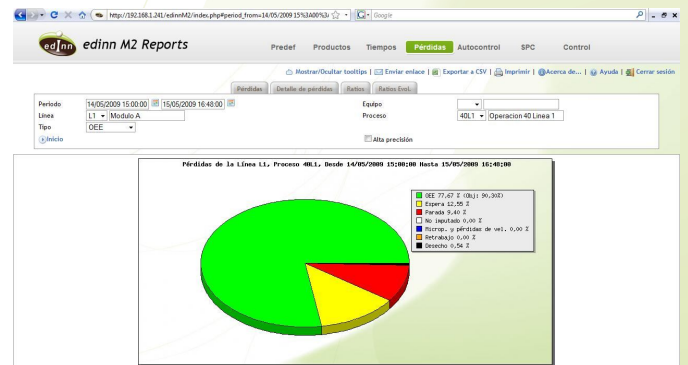 http://192.168.1.241/edinnM2/index.php#period_from=14/05/2009 15%3A00%3
Google
edinn edinn M2 Reports
Predef Productos Tiempos Pérdidas Autocontrol SPC Control
Mostrar/Ocultar tooltips | Enviar enlace | Exportar a CSV | Imprimir | Acerca de... | Ayuda | Cerrar sesión
Pérdidas Detalle de pérdidas Ratios Ratios Evol.
Período 14/05/2009 15:00:00 15/05/2009 16:48:00 Equipo
Línea L1 Modulo A Proceso 40L1 Operacion 40 Linea 1
Tipo OEE
Inicio Alta precisión
Pérdidas de la Línea L1, Proceso 40L1, Desde 14/05/2009 15:00:00 Hasta 15/05/2009 16:48:00
OEE 77,67 % (Obj: 90,30%)
Espera 12,55 %
Parada 9,40 %
No imputado 0,00 %
Microp. y pérdidas de vel. 0,00 %
Retrabajo 0,00 %
Desecho 0,54 %